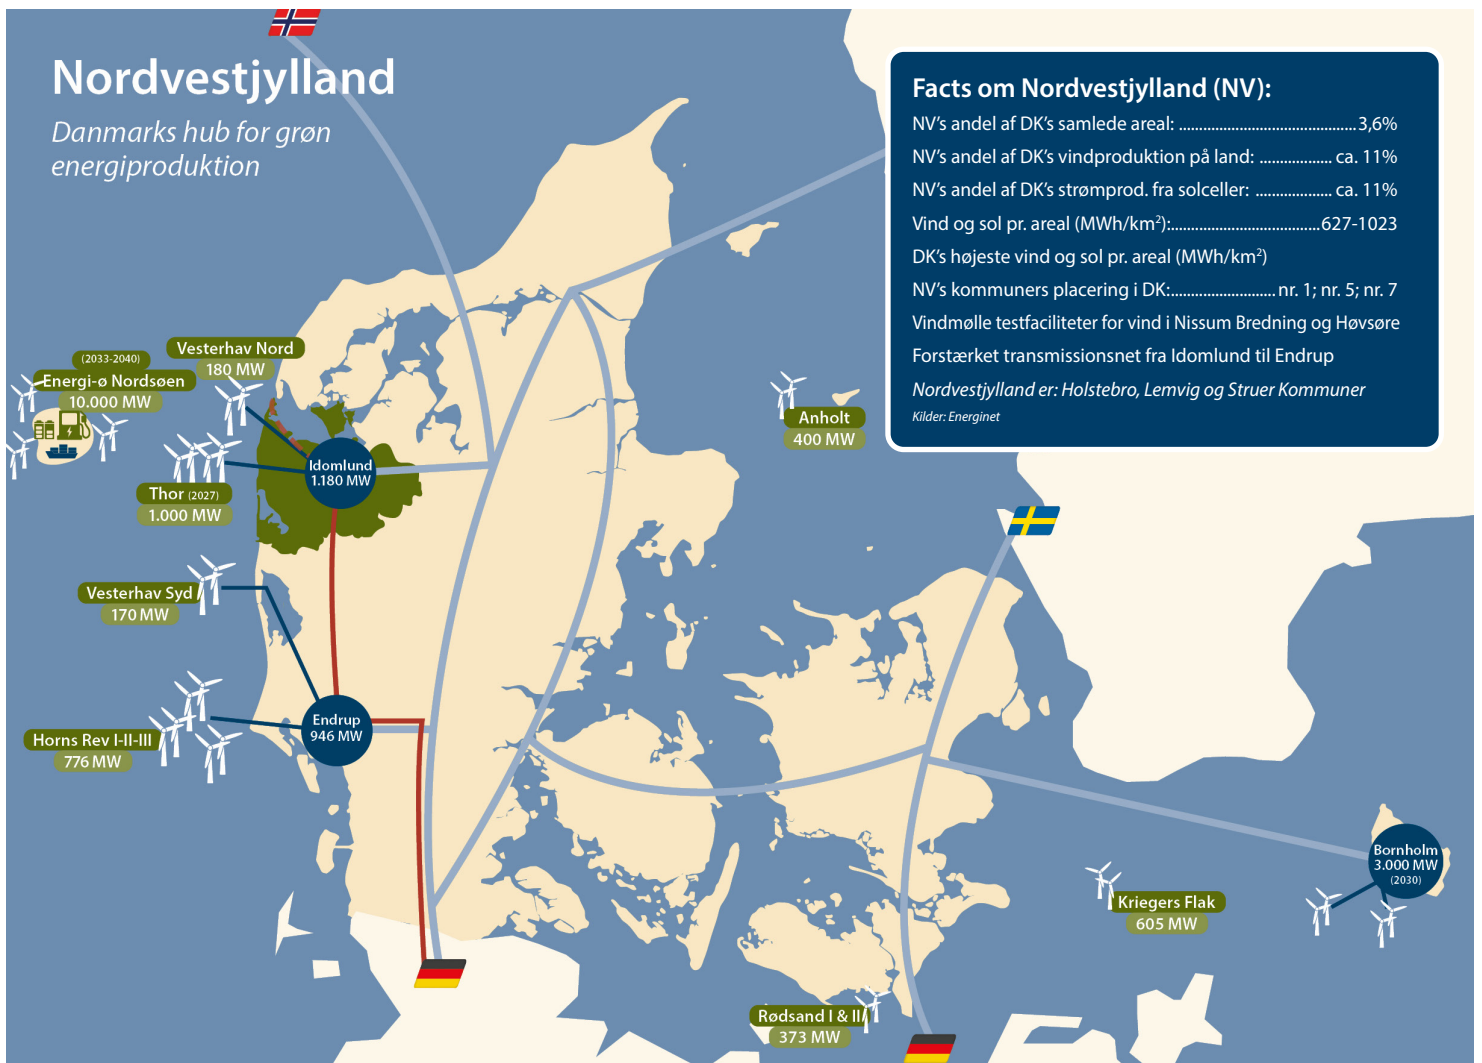 Nordvestjylland
Danmarks hub for grøn
energiproduktion
Facts om Nordvestjylland (NV):
NV's andel af DK's samlede areal: ............................................3,6%
NV's andel af DK's vindproduktion på land: .................. ca. 11%
NV's andel af DK's strømprod. fra solceller: ................... ca. 11%
Vind og sol pr. areal (MWh/km²):.....................................627-1023
DK's højeste vind og sol pr. areal (MWh/km²)
NV's kommuners placering i DK:.......................... nr. 1; nr. 5; nr. 7
Vindmølle testfaciliteter for vind i Nissum Bredning og Høvsøre
Forstærket transmissionsnet fra Idomlund til Endrup
Nordvestjylland er: Holstebro, Lemvig og Struer Kommuner
Kilder: Energinet
Vesterhav Nord
180 MW
(2033-2040)
Energi-ø Nordsøen
10.000 MW
Anholt
400 MW
Idomlund
1.180 MW
Thor (2027)
1.000 MW
Vesterhav Syd
170 MW
Endrup
946 MW
Horns Rev I-II-III
776 MW
Bornholm
3.000 MW
(2030)
Kriegers Flak
605 MW
Rødsand I & II
373 MW